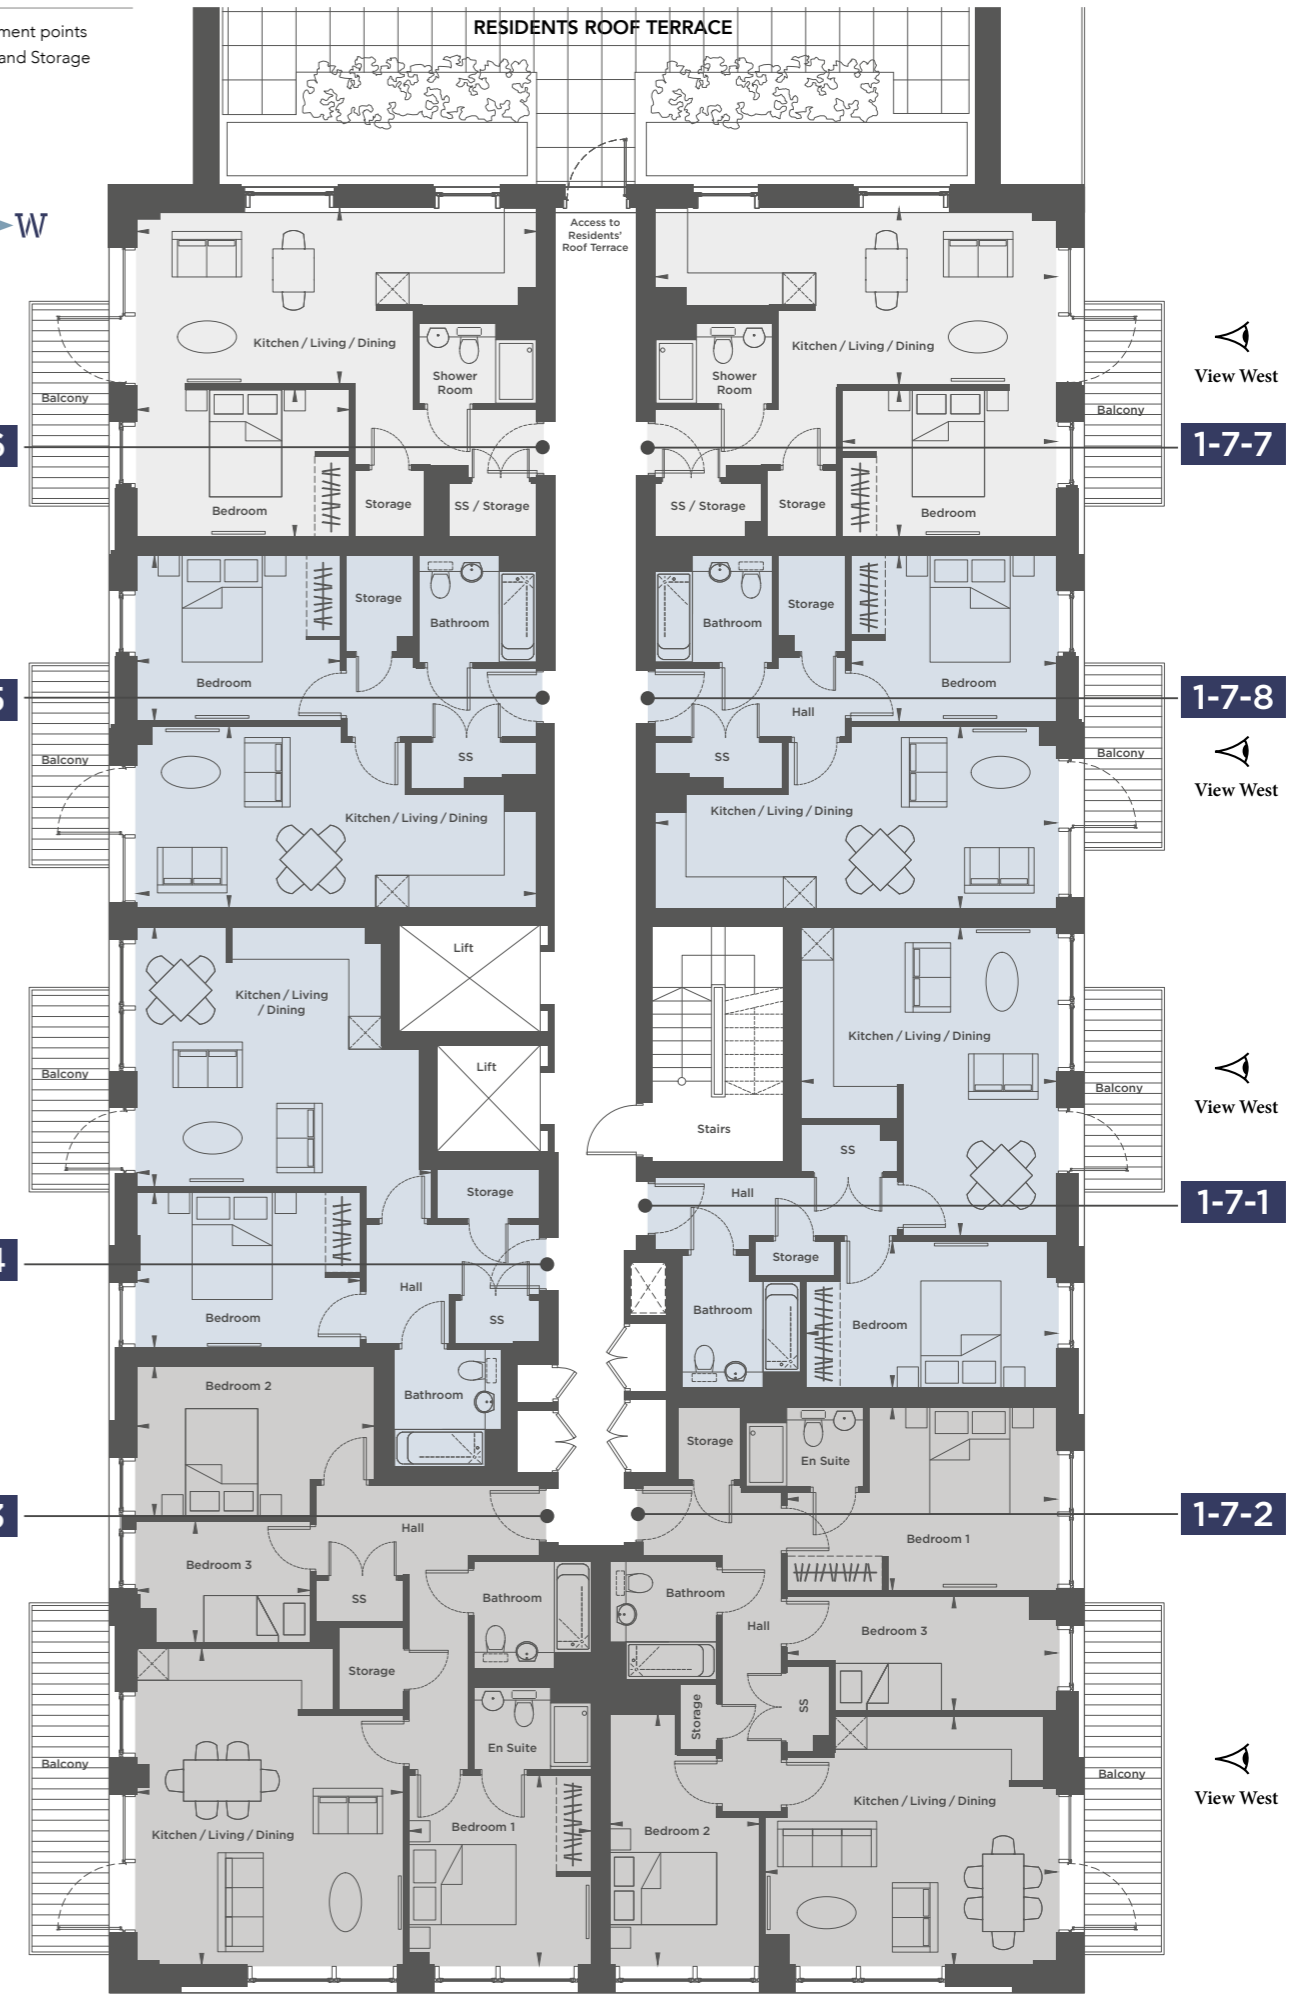 ment points
and Storage
RESIDENTS ROOF TERRACE
W
Access to
Residents'
Roof Terrace
Kitchen / Living / Dining
Shower
Room
Balcony
Bedroom
Storage
SS / Storage
6
Kitchen / Living / Dining
Shower
Room
Balcony
SS / Storage
Storage
Bedroom
View West
1-7-7
Storage
Bathroom
Bedroom
5
Balcony
SS
Kitchen / Living / Dining
Bathroom
Storage
Bedroom
Hall
1-7-8
SS
Balcony
View West
Kitchen / Living / Dining
Lift
Kitchen / Living
/ Dining
Lift
Balcony
Storage
4
Hall
Bedroom
SS
Bathroom
Stairs
Kitchen / Living / Dining
Balcony
View West
SS
Hall
1-7-1
Storage
Bathroom
Bedroom
Bedroom 2
3
Hall
Bedroom 3
SS
Bathroom
Storage
En Suite
Balcony
Kitchen / Living / Dining
Bedroom 1
Storage
En Suite
1-7-2
Bedroom 1
Bathroom
Hall
Bedroom 3
Storage
SS
Balcony
View West
Kitchen / Living / Dining
Bedroom 2